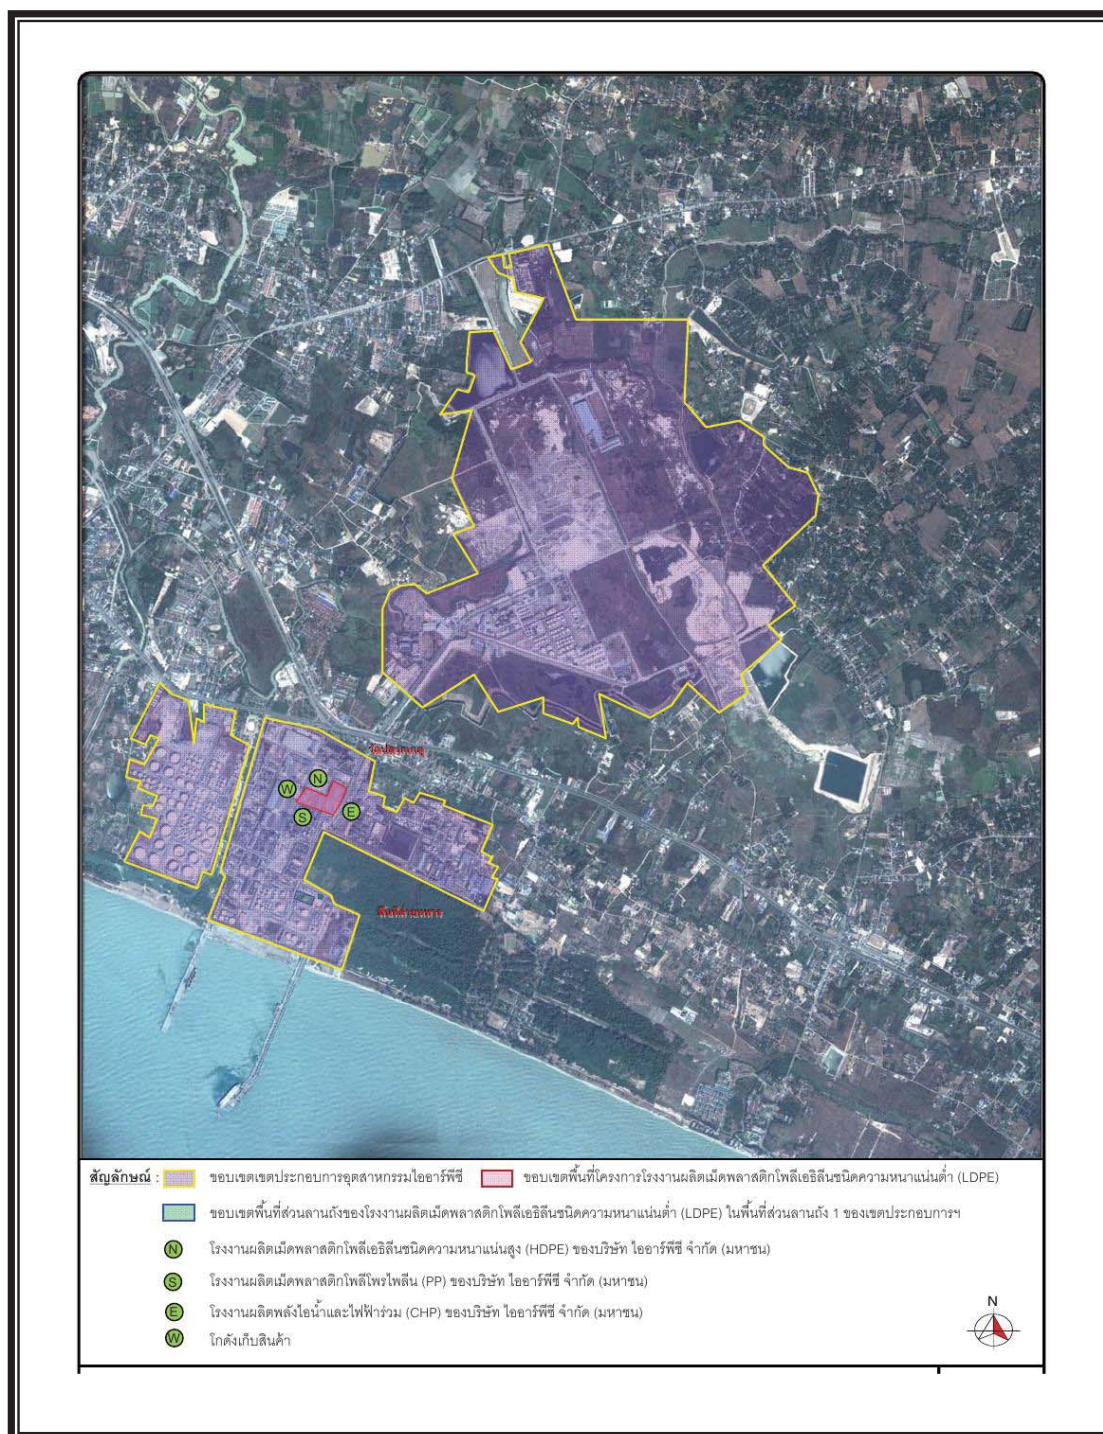 วัดปลวกเกตุ
N
W
S
E
สัญลักษณ์ : ขอบเขตเขตประกอบการอุตสาหกรรมไออาร์พีซี ขอบเขตพื้นที่โครงการโรงงานผลิตเม็ดพลาสติกโพลีเอธิลีนชนิดความหนาแน่นต่ำ (LDPE)
ขอบเขตพื้นที่ส่วนลานถังของโรงงานผลิตเม็ดพลาสติกโพลีเอธิลีนชนิดความหนาแน่นต่ำ (LDPE) ในพื้นที่ส่วนลานถัง 1 ของเขตประกอบการฯ
N โรงงานผลิตเม็ดพลาสติกโพลีเอธิลีนชนิดความหนาแน่นสูง (HDPE) ของบริษัท ไออาร์พีซี จำกัด (มหาชน)
S โรงงานผลิตเม็ดพลาสติกโพลีโพรไพลีน (PP) ของบริษัท ไออาร์พีซี จำกัด (มหาชน)
E โรงงานผลิตพลังไอน้ำและไฟฟ้าร่วม (CHP) ของบริษัท ไออาร์พีซี จำกัด (มหาชน)
W โกดังเก็บสินค้า
N